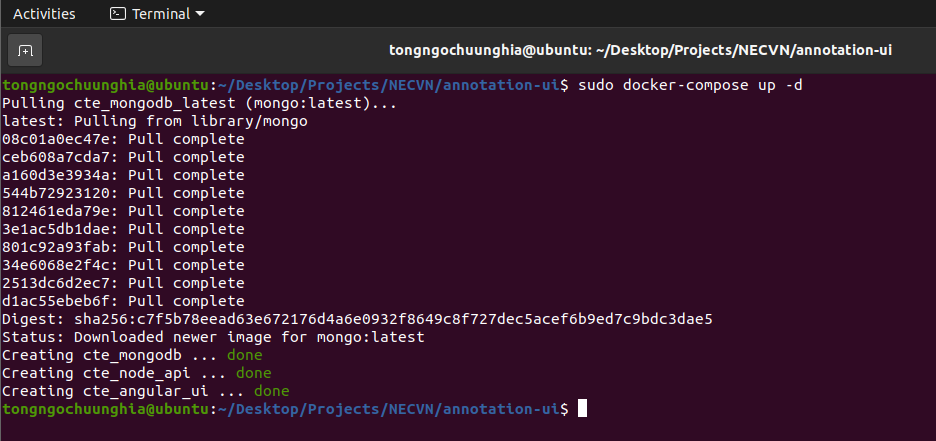 Activities Terminal
tongngochuunghia@ubuntu: ~/Desktop/Projects/NECVN/annotation-ui
tongngochuunghia@ubuntu:~/Desktop/Projects/NECVN/annotation-ui$ sudo docker-compose up -d
Pulling cte_mongodb_latest (mongo:latest)...
latest: Pulling from library/mongo
08c01a0ec47e: Pull complete
ceb608a7cda7: Pull complete
a160d3e3934a: Pull complete
544b72923120: Pull complete
812461eda79e: Pull complete
3e1ac5db1dae: Pull complete
801c92a93fab: Pull complete
34e6068e2f4c: Pull complete
2513dc6d2ec7: Pull complete
d1ac55ebeb6f: Pull complete
Digest: sha256:c7f5b78eead63e672176d4a6e0932f8649c8f727dec5acef6b9ed7c9bdc3dae5
Status: Downloaded newer image for mongo:latest
Creating cte_mongodb ... done
Creating cte_node_api ... done
Creating cte_angular_ui ... done
tongngochuunghia@ubuntu:~/Desktop/Projects/NECVN/annotation-ui$